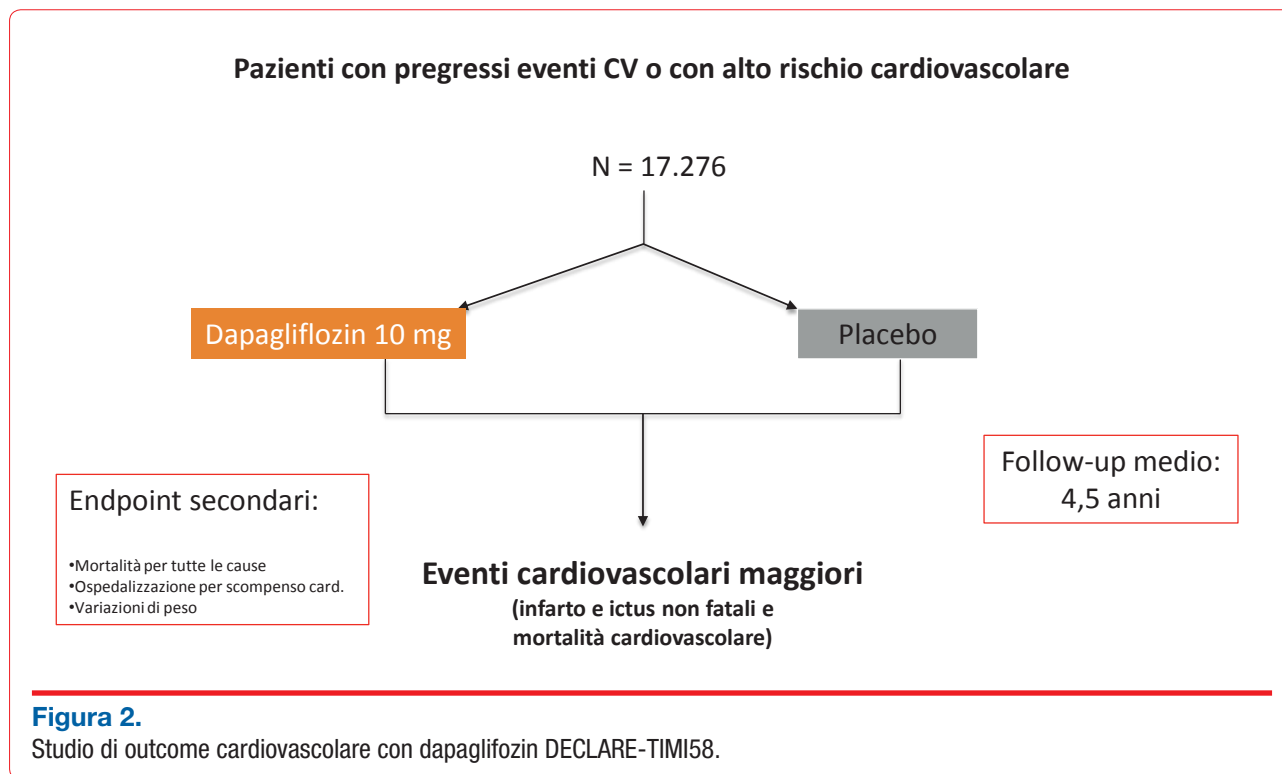 Pazienti con pregressi eventi CV o con alto rischio cardiovascolare
N = 17.276
Dapagliflozin 10 mg
Placebo
Follow-up medio:
4,5 anni
Endpoint secondari:
•Mortalità per tutte le cause
•Ospedalizzazione per scompenso card.
•Variazioni di peso
Eventi cardiovascolari maggiori
(infarto e ictus non fatali e
mortalità cardiovascolare)
Figura 2.
Studio di outcome cardiovascolare con dapaglifozin DECLARE-TIMI58.